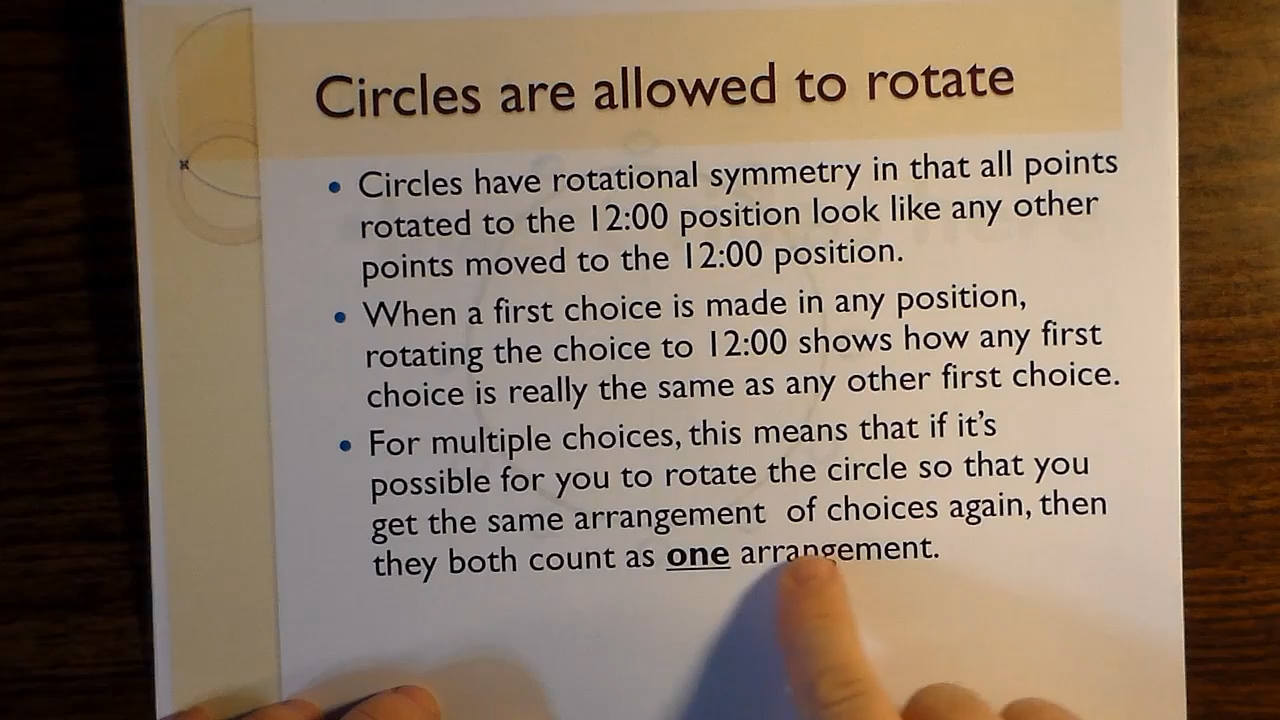 Circles are allowed to rotate
• Circles have rotational symmetry in that all points
rotated to the 12:00 position look like any other
points moved to the 12:00 position.
• When a first choice is made in any position,
rotating the choice to 12:00 shows how any first
choice is really the same as any other first choice.
• For multiple choices, this means that if it's
possible for you to rotate the circle so that you
get the same arrangement of choices again, then
they both count as one arrangement.